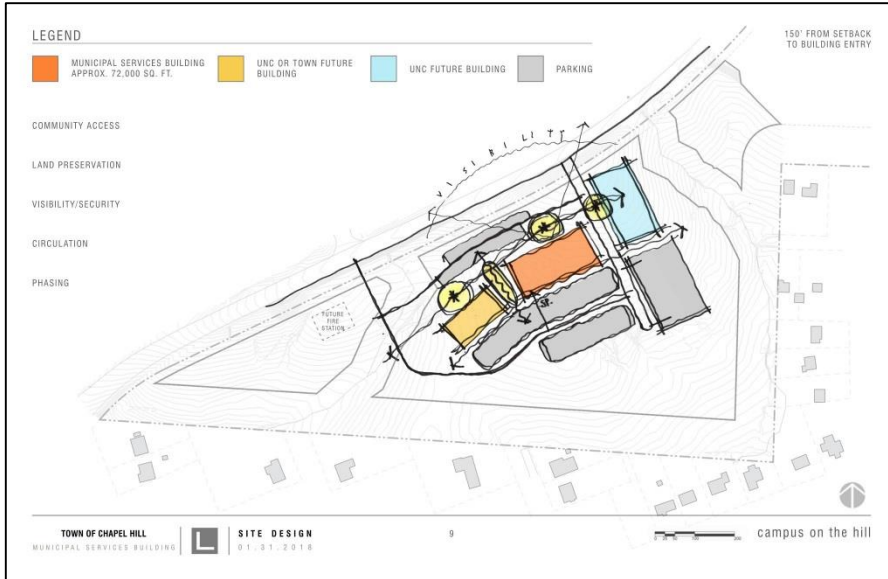 LEGEND
MUNICIPAL SERVICES BUILDING
APPROX. 72,000 SQ. FT.
UNC OR TOWN FUTURE
BUILDING
UNC FUTURE BUILDING
PARKING
150' FROM SETBACK
TO BUILDING ENTRY
COMMUNITY ACCESS
LAND PRESERVATION
VISIBILITY/SECURITY
CIRCULATION
PHASING
VISIBILITY
FUTURE
FIRE
STATION
TOWN OF CHAPEL HILL
MUNICIPAL SERVICES BUILDING
L
SITE DESIGN
01.31.2018
9
campus on the hill